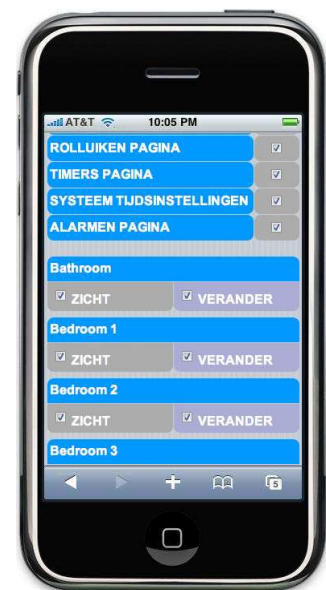 AT&T 10:05 PM
ROLLUIKEN PAGINA
TIMERS PAGINA
SYSTEEM TIJDSINSTELLINGEN
ALARMEN PAGINA
Bathroom
ZICHT VERANDER
Bedroom 1
ZICHT VERANDER
Bedroom 2
ZICHT VERANDER
Bedroom 3
5